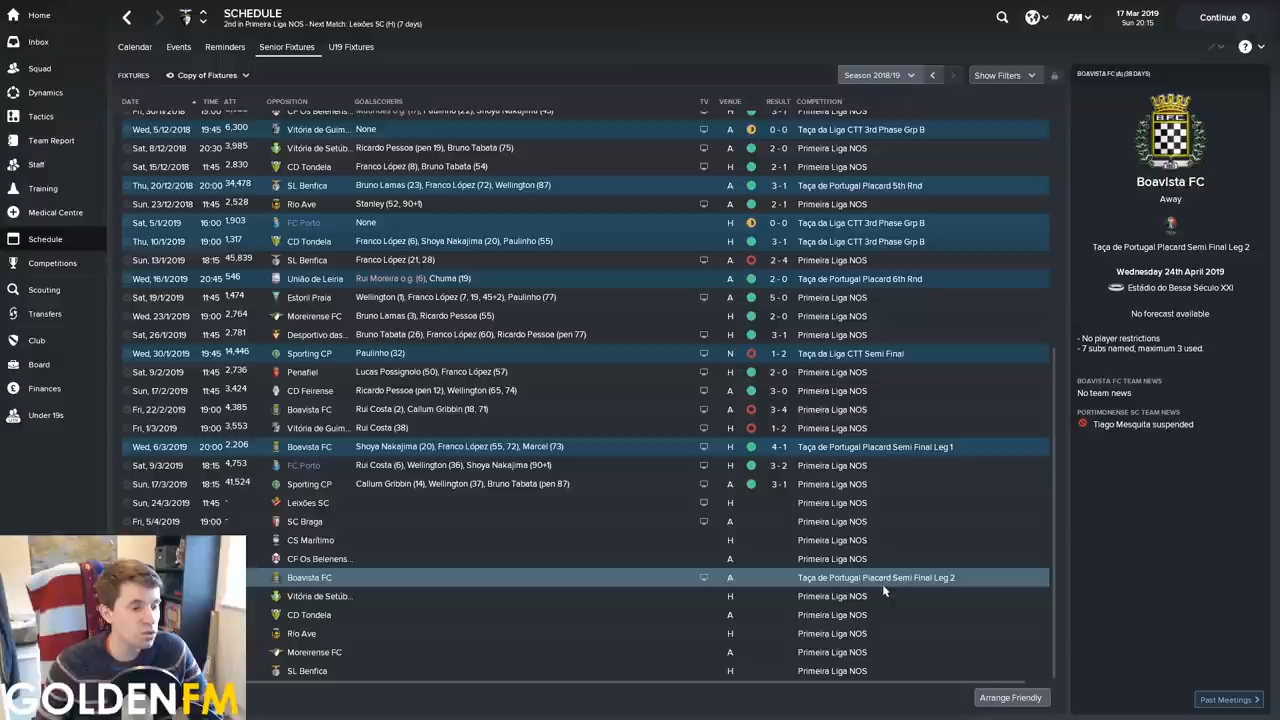 Home
Inbox
Squad
Dynamics
Tactics
Team Report
Staff
Training
Medical Centre
Schedule
Competitions
Scouting
Transfers
Club
Board
Finances
Under 19s
SCHEDULE
2nd in Primeira Liga NOS - Next Match: Leixões SC (H) (7 days)
FM
17 Mar 2019
Sun 20:15
Continue
Calendar Events Reminders Senior Fixtures U19 Fixtures
FIXTURES Copy of Fixtures Season 2018/19 Show Filters
DATE TIME ATT OPPOSITION GOALSCORERS TV VENUE RESULT COMPETITION
Wed, 5/12/2018 19:45 6,300 Vitória de Guim... None A 0 - 0 Taça da Liga CTT 3rd Phase Grp B
Sat, 8/12/2018 20:30 3,985 Vitória de Setúb... Ricardo Pessoa (pen 19), Bruno Tabata (75) A 2 - 0 Primeira Liga NOS
Sat, 15/12/2018 11:45 2,830 CD Tondela Franco López (8), Bruno Tabata (54) H 2 - 1 Primeira Liga NOS
Thu, 20/12/2018 20:00 34,478 SL Benfica Bruno Lamas (23), Franco López (72), Wellington (87) A 3 - 1 Taça de Portugal Placard 5th Rnd
Sun, 23/12/2018 11:45 2,528 Rio Ave Stanley (52, 90+1) A 2 - 1 Primeira Liga NOS
Sat, 5/1/2019 16:00 1,903 FC Porto None H 0 - 0 Taça da Liga CTT 3rd Phase Grp B
Thu, 10/1/2019 19:00 1,317 CD Tondela Franco López (6), Shoya Nakajima (20), Paulinho (55) H 3 - 1 Taça da Liga CTT 3rd Phase Grp B
Sun, 13/1/2019 18:15 45,839 SL Benfica Franco López (21, 28) A 2 - 4 Primeira Liga NOS
Wed, 16/1/2019 20:45 546 União de Leiria Rui Moreira o.g. (6), Chuma (19) A 2 - 0 Taça de Portugal Placard 6th Rnd
Sat, 19/1/2019 11:45 1,474 Estoril Praia Wellington (1), Franco López (7, 19, 45+2), Paulinho (77) A 5 - 0 Primeira Liga NOS
Wed, 23/1/2019 19:00 2,764 Moreirense FC Bruno Lamas (3), Ricardo Pessoa (55) H 2 - 0 Primeira Liga NOS
Sat, 26/1/2019 11:45 2,781 Desportivo das... Bruno Tabata (26), Franco López (60), Ricardo Pessoa (pen 77) H 3 - 1 Primeira Liga NOS
Wed, 30/1/2019 19:45 14,446 Sporting CP Paulinho (32) N 1 - 2 Taça da Liga CTT Semi Final
Sat, 9/2/2019 11:45 2,736 Penafiel Lucas Possignolo (50), Franco López (57) H 2 - 0 Primeira Liga NOS
Sun, 17/2/2019 11:45 3,424 CD Feirense Ricardo Pessoa (pen 12), Wellington (65, 74) A 3 - 0 Primeira Liga NOS
Fri, 22/2/2019 19:00 4,385 Boavista FC Rui Costa (2), Callum Gribbin (18, 71) A 3 - 4 Primeira Liga NOS
Fri, 1/3/2019 19:00 3,553 Vitória de Guim... Rui Costa (38) H 1 - 2 Primeira Liga NOS
Wed, 6/3/2019 20:00 2,206 Boavista FC Shoya Nakajima (20), Franco López (55, 72), Marcel (73) H 4 - 1 Taça de Portugal Placard Semi Final Leg 1
Sat, 9/3/2019 18:15 4,753 FC Porto Rui Costa (6), Wellington (36), Shoya Nakajima (90+1) H 3 - 2 Primeira Liga NOS
Sun, 17/3/2019 18:15 41,524 Sporting CP Callum Gribbin (14), Wellington (37), Bruno Tabata (pen 87) A 3 - 1 Primeira Liga NOS
Sun, 24/3/2019 11:45 - Leixões SC H Primeira Liga NOS
Fri, 5/4/2019 19:00 - SC Braga A Primeira Liga NOS
CS Marítimo H Primeira Liga NOS
CF Os Belenens... A Primeira Liga NOS
Boavista FC A Taça de Portugal Placard Semi Final Leg 2
Vitória de Setúb... H Primeira Liga NOS
CD Tondela A Primeira Liga NOS
Rio Ave H Primeira Liga NOS
Moreirense FC A Primeira Liga NOS
SL Benfica H Primeira Liga NOS
Arrange Friendly
BOAVISTA FC (A) (38 DAYS)
B.F.C.
Boavista FC
Away
Taça de Portugal Placard Semi Final Leg 2
Wednesday 24th April 2019
Estádio do Bessa Século XXI
No forecast available
- No player restrictions
- 7 subs named, maximum 3 used.
BOAVISTA FC TEAM NEWS
No team news
PORTIMONENSE SC TEAM NEWS
Tiago Mesquita suspended
Past Meetings
GOLDENFM